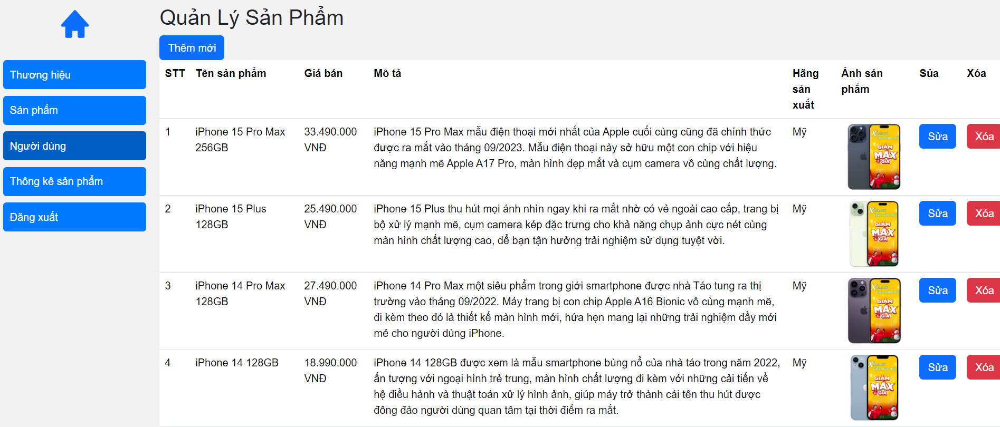 Quản Lý Sản Phẩm
Thêm mới
Thương hiệu
Sản phẩm
Người dùng
Thông kê sản phẩm
Đăng xuất
STT Tên sản phẩm Giá bán Mô tả Hãng sản xuất Ảnh sản phẩm Sủa Xóa
1 iPhone 15 Pro Max 33.490.000 iPhone 15 Pro Max mẫu điện thoại mới nhất của Apple cuối cùng cũng đã chính thức Mỹ Sửa Xóa
256GB VNĐ được ra mắt vào tháng 09/2023. Mẫu điện thoại này sở hữu một con chip với hiệu
năng mạnh mẽ Apple A17 Pro, màn hình đẹp mắt và cụm camera vô cùng chất lượng.
GIẢM
MAX
GIÁ
2 iPhone 15 Plus 25.490.000 iPhone 15 Plus thu hút mọi ánh nhìn ngay khi ra mắt nhờ có vẻ ngoài cao cấp, trang bị Mỹ Sửa Xóa
128GB VNĐ bộ xử lý mạnh mẽ, cụm camera kép đặc trưng cho khả năng chụp ảnh cực nét cùng
màn hình chất lượng cao, để bạn tận hưởng trải nghiệm sử dụng tuyệt vời.
GIẢM
MAX
GIÁ
3 iPhone 14 Pro Max 27.490.000 iPhone 14 Pro Max một siêu phẩm trong giới smartphone được nhà Táo tung ra thị Mỹ Sửa Xóa
128GB VNĐ trường vào tháng 09/2022. Máy trang bị con chip Apple A16 Bionic vô cùng mạnh mẽ,
đi kèm theo đó là thiết kế màn hình mới, hứa hẹn mang lại những trải nghiệm đầy mới
mẻ cho người dùng iPhone.
GIẢM
MAX
GIÁ
4 iPhone 14 128GB 18.990.000 iPhone 14 128GB được xem là mẫu smartphone bùng nổ của nhà táo trong năm 2022, Mỹ Sửa Xóa
VNĐ ấn tượng với ngoại hình trẻ trung, màn hình chất lượng đi kèm với những cải tiến về
hệ điều hành và thuật toán xử lý hình ảnh, giúp máy trở thành cái tên thu hút được
đông đảo người dùng quan tâm tại thời điểm ra mắt.
GIẢM
MAX
GIÁ